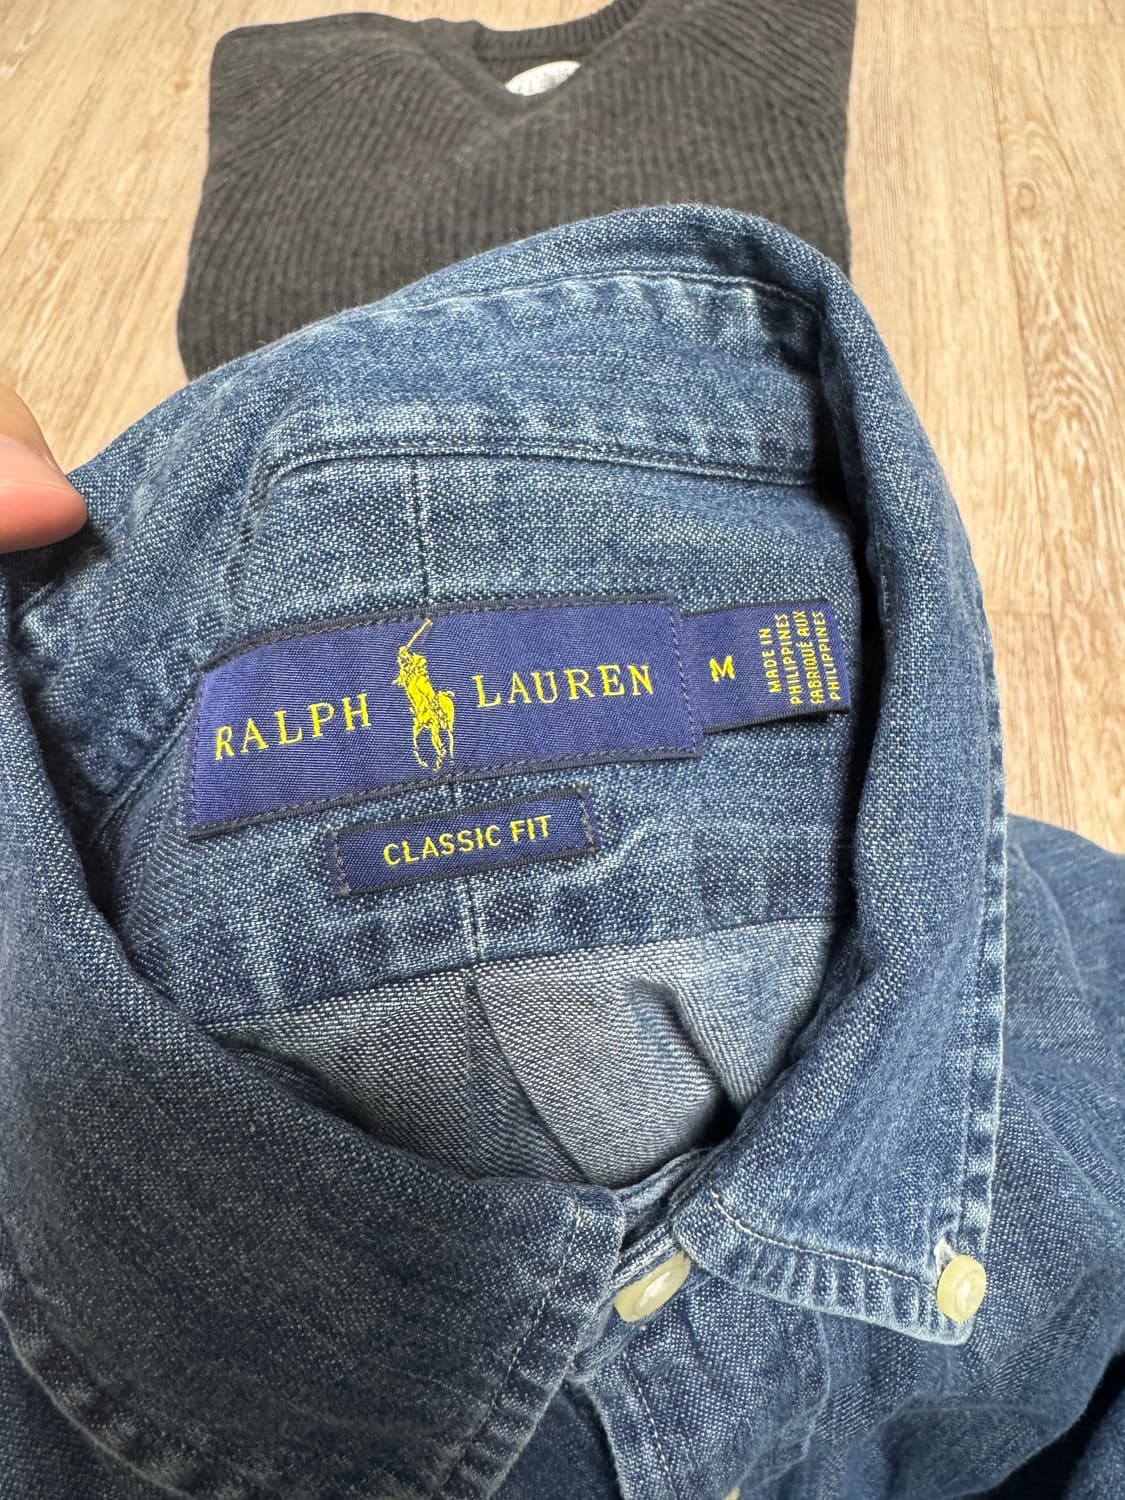 RALPH LAUREN
M
MADE IN
PHILIPPINES
FABRIQUÉ AUX
PHILIPPINES
CLASSIC FIT